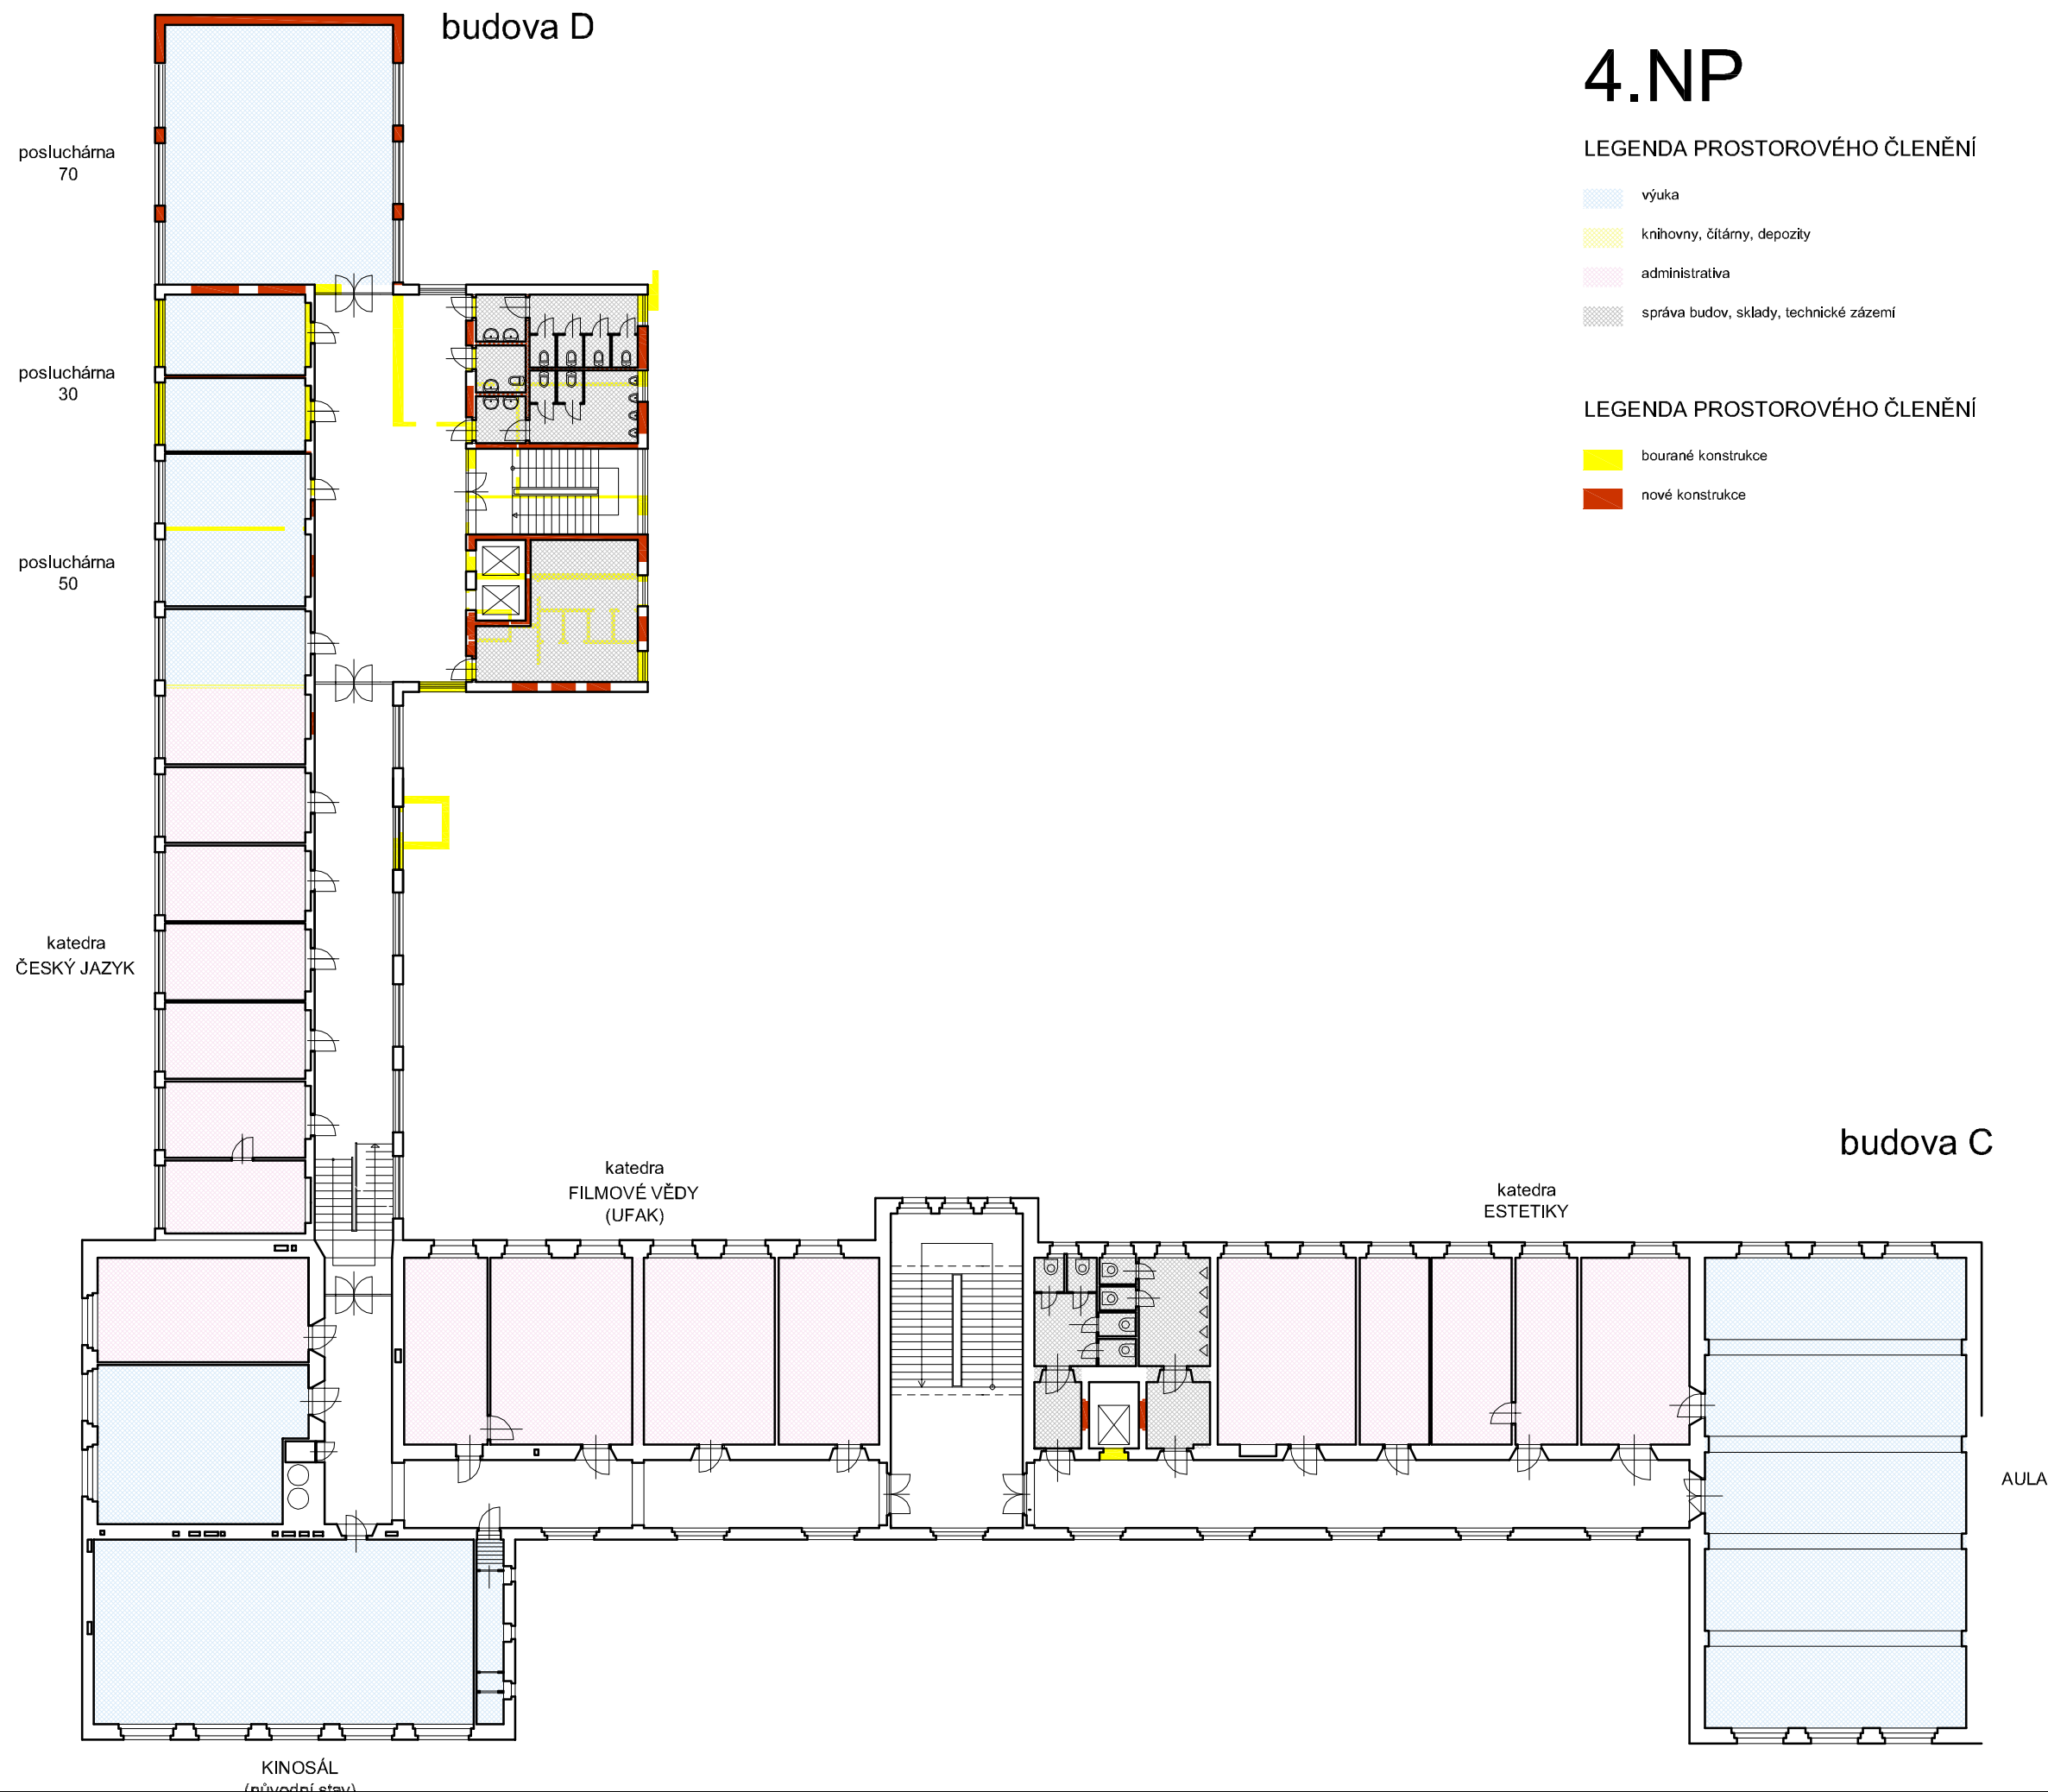 budova D
4.NP
LEGENDA PROSTOROVÉHO ČLENĚNÍ
výuka
knihovny, čítárny, depozity
administrativa
správa budov, sklady, technické zázemí
LEGENDA PROSTOROVÉHO ČLENĚNÍ
bourané konstrukce
nové konstrukce
posluchárna
70
posluchárna
30
posluchárna
50
katedra
ČESKÝ JAZYK
budova C
katedra
FILMOVÉ VĚDY
(UFAK)
katedra
ESTETIKY
AULA
KINOSÁL
(původní stav)